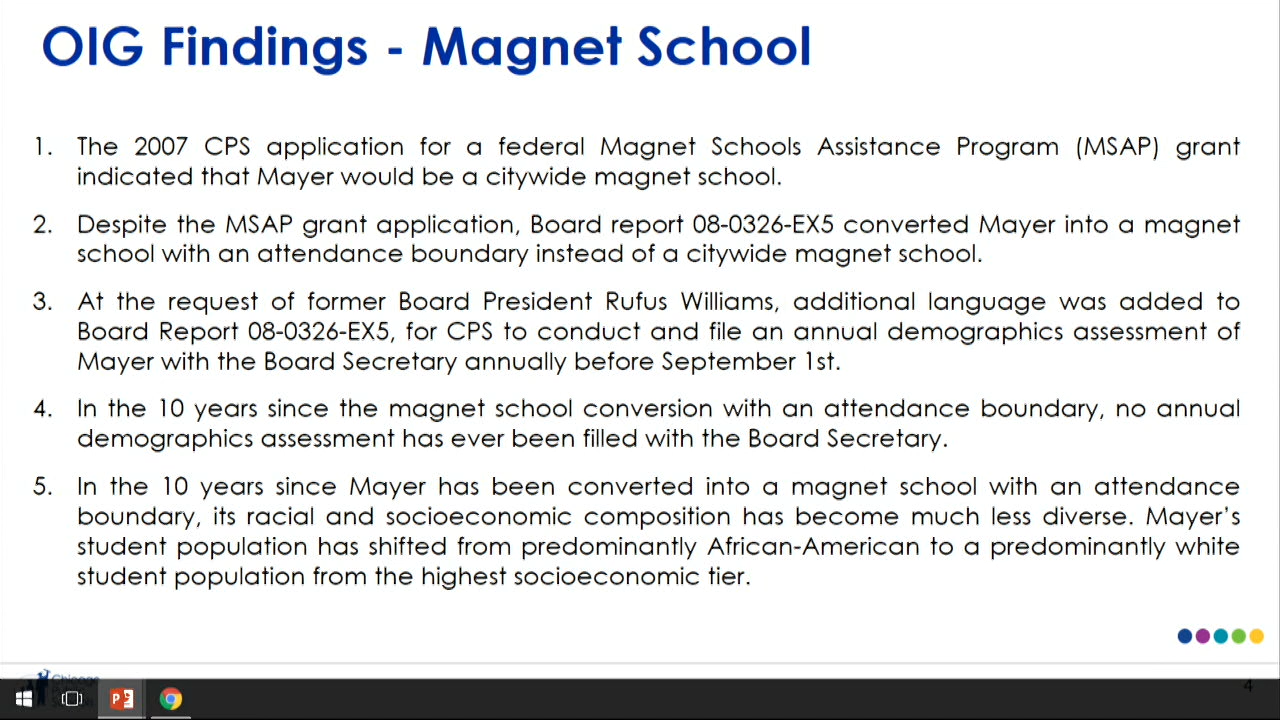 OIG Findings - Magnet School
1. The 2007 CPS application for a federal Magnet Schools Assistance Program (MSAP) grant
indicated that Mayer would be a citywide magnet school.
2. Despite the MSAP grant application, Board report 08-0326-EX5 converted Mayer into a magnet
school with an attendance boundary instead of a citywide magnet school.
3. At the request of former Board President Rufus Williams, additional language was added to
Board Report 08-0326-EX5, for CPS to conduct and file an annual demographics assessment of
Mayer with the Board Secretary annually before September 1st.
4. In the 10 years since the magnet school conversion with an attendance boundary, no annual
demographics assessment has ever been filled with the Board Secretary.
5. In the 10 years since Mayer has been converted into a magnet school with an attendance
boundary, its racial and socioeconomic composition has become much less diverse. Mayer's
student population has shifted from predominantly African-American to a predominantly white
student population from the highest socioeconomic tier.
4